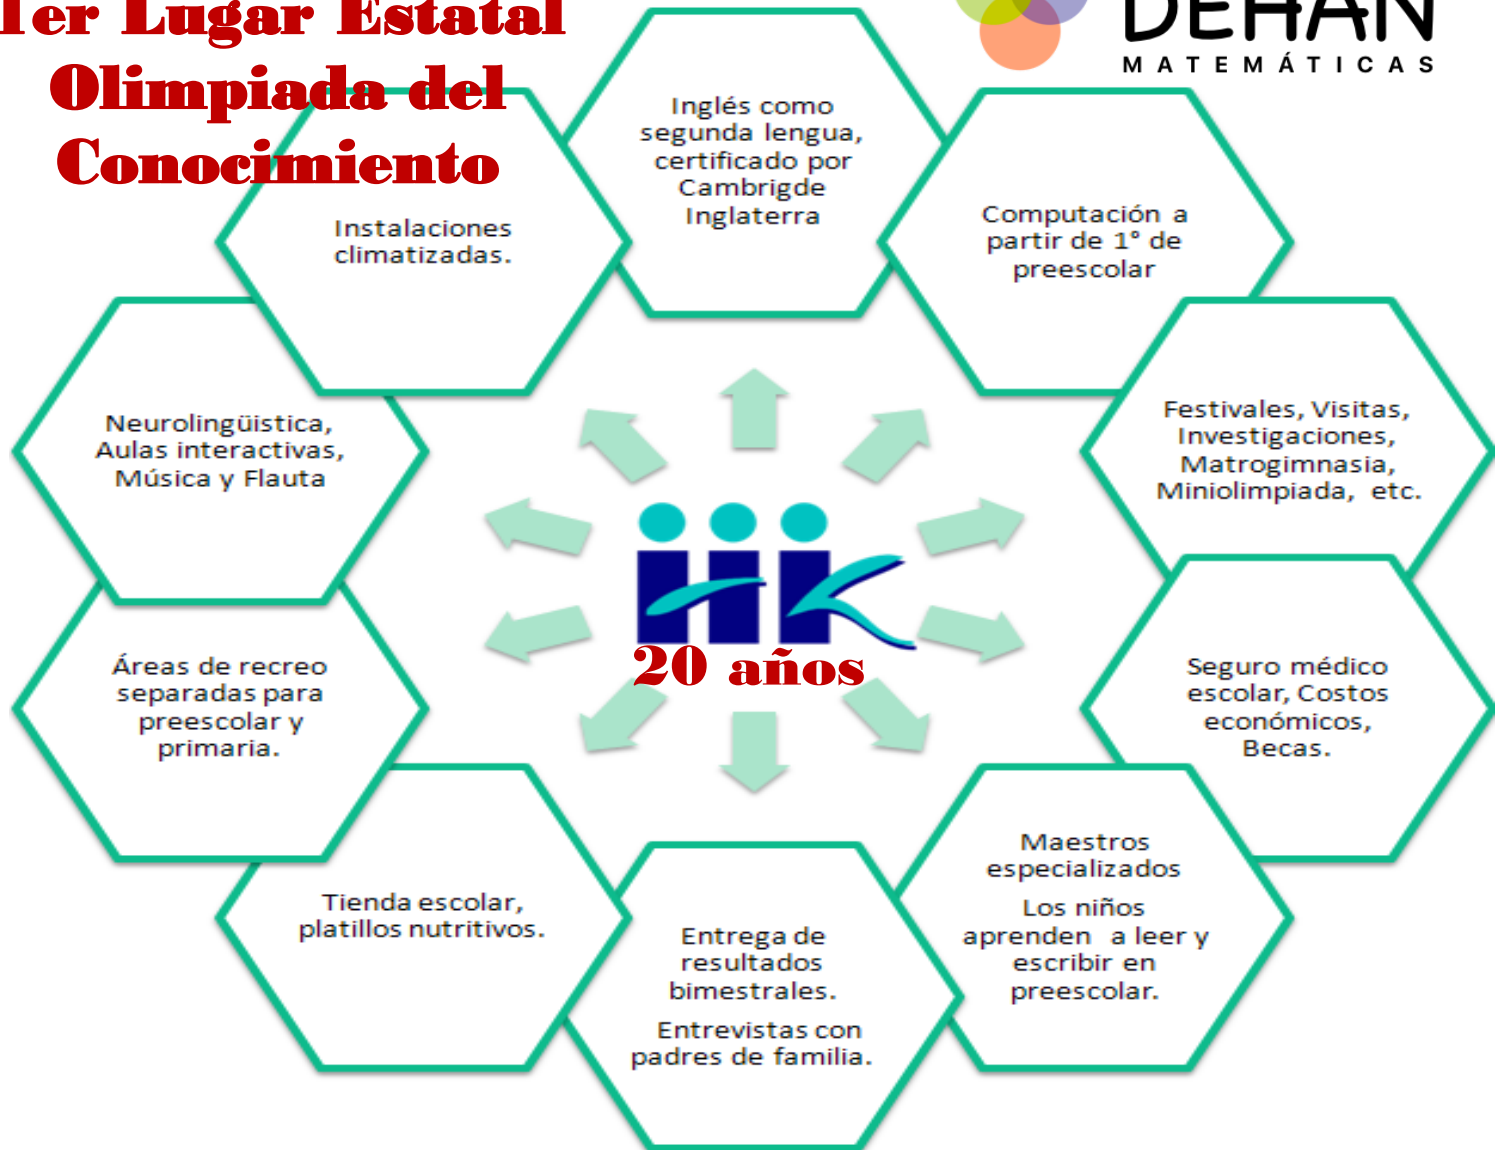 1er Lugar Estatal
Olimpiada del
Conocimiento
DEHAN
MATEMÁTICAS
Inglés como
segunda lengua,
certificado por
Cambrigde
Inglaterra
Computación a
partir de 1° de
preescolar
Festivales, Visitas,
Investigaciones,
Matrogimnasia,
Miniolimpiada, etc.
Seguro médico
escolar, Costos
económicos,
Becas.
Maestros
especializados
Los niños
aprenden a leer y
escribir en
preescolar.
Entrega de
resultados
bimestrales.
Entrevistas con
padres de familia.
Tienda escolar,
platillos nutritivos.
Áreas de recreo
separadas para
preescolar y
primaria.
Neurolingüistica,
Aulas interactivas,
Música y Flauta
Instalaciones
climatizadas.
iiK
20 años